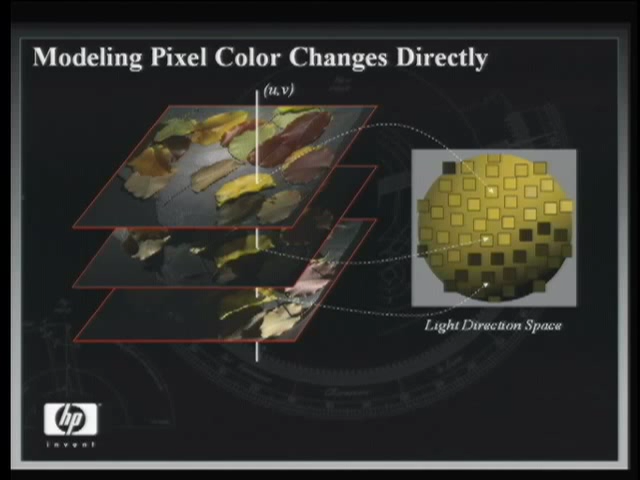 Modeling Pixel Color Changes Directly
(u,v)
Light Direction Space
hp
invent